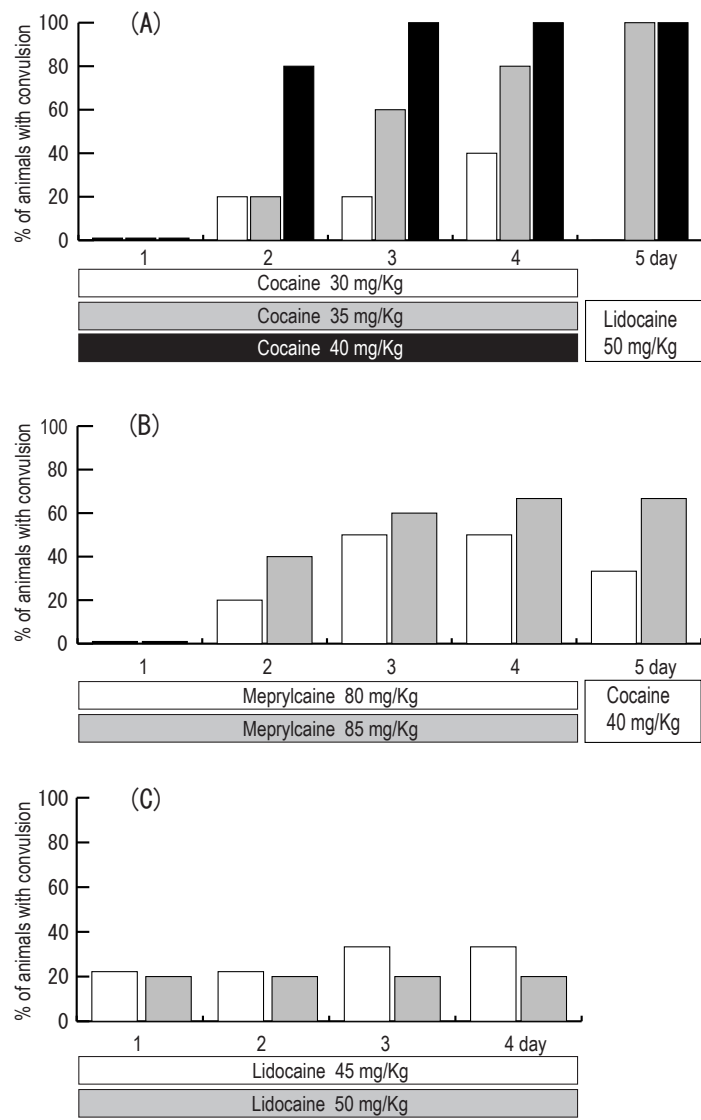 (A)
% of animals with convulsion
100
80
60
40
20
0
1 2 3 4 5 day
Cocaine 30 mg/Kg
Cocaine 35 mg/Kg
Cocaine 40 mg/Kg
Lidocaine
50 mg/Kg
(B)
% of animals with convulsion
100
80
60
40
20
0
1 2 3 4 5 day
Meprylcaine 80 mg/Kg
Meprylcaine 85 mg/Kg
Cocaine
40 mg/Kg
(C)
% of animals with convulsion
100
80
60
40
20
0
1 2 3 4 day
Lidocaine 45 mg/Kg
Lidocaine 50 mg/Kg